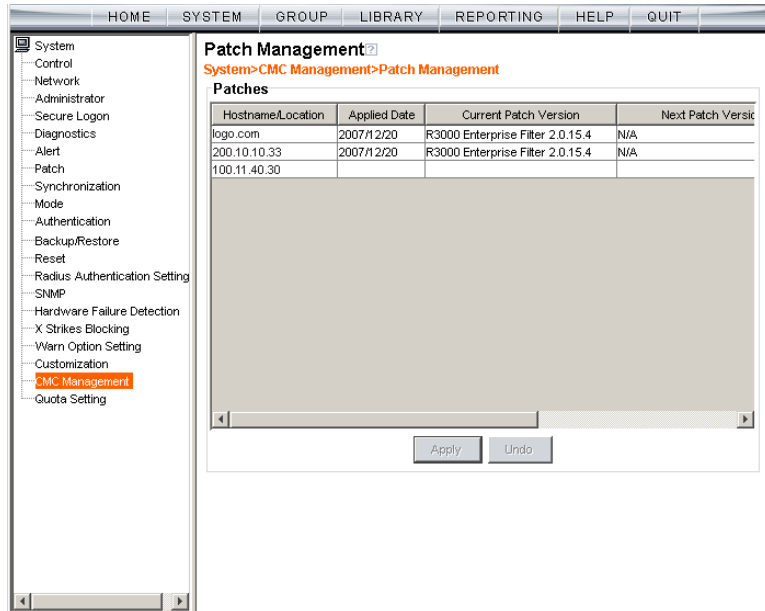 HOME SYSTEM GROUP LIBRARY REPORTING HELP QUIT
System
Control
Network
Administrator
Secure Logon
Diagnostics
Alert
Patch
Synchronization
Mode
Authentication
Backup/Restore
Reset
Radius Authentication Setting
SNMP
Hardware Failure Detection
X Strikes Blocking
Warn Option Setting
Customization
CMC Management
Quota Setting
Patch Management ?
System>CMC Management>Patch Management
Patches
Hostname/Location Applied Date Current Patch Version Next Patch Versic
logo.com 2007/12/20 R3000 Enterprise Filter 2.0.15.4 N/A
200.10.10.33 2007/12/20 R3000 Enterprise Filter 2.0.15.4 N/A
100.11.40.30
Apply Undo